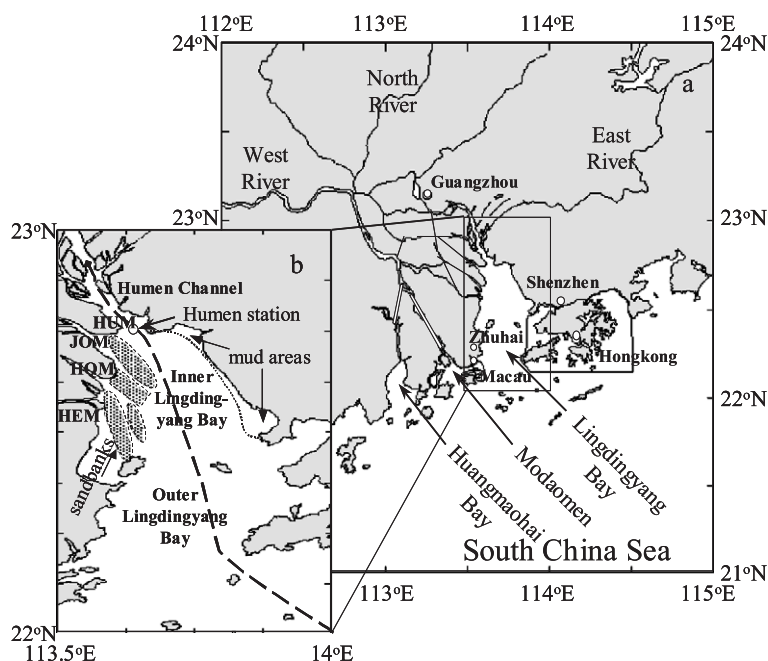 112°E
113°E
114°E
115°E
24°N
24°N
a
North
River
East
River
West
River
Guangzhou
23°N
23°N
23°N
b
Humen Channel
Shenzhen
HUM
Humen station
JOM
mud areas
Zhuhai
HQM
Inner
Lingding-
yang Bay
Hongkong
Macau
22°N
HEM
sandbanks
Lingdingyang
Bay
Modaomen
Huangmaohai
Bay
Outer
Lingdingyang
Bay
South China Sea
21°N
113°E
114°E
115°E
22°N
113.5°E
14°E